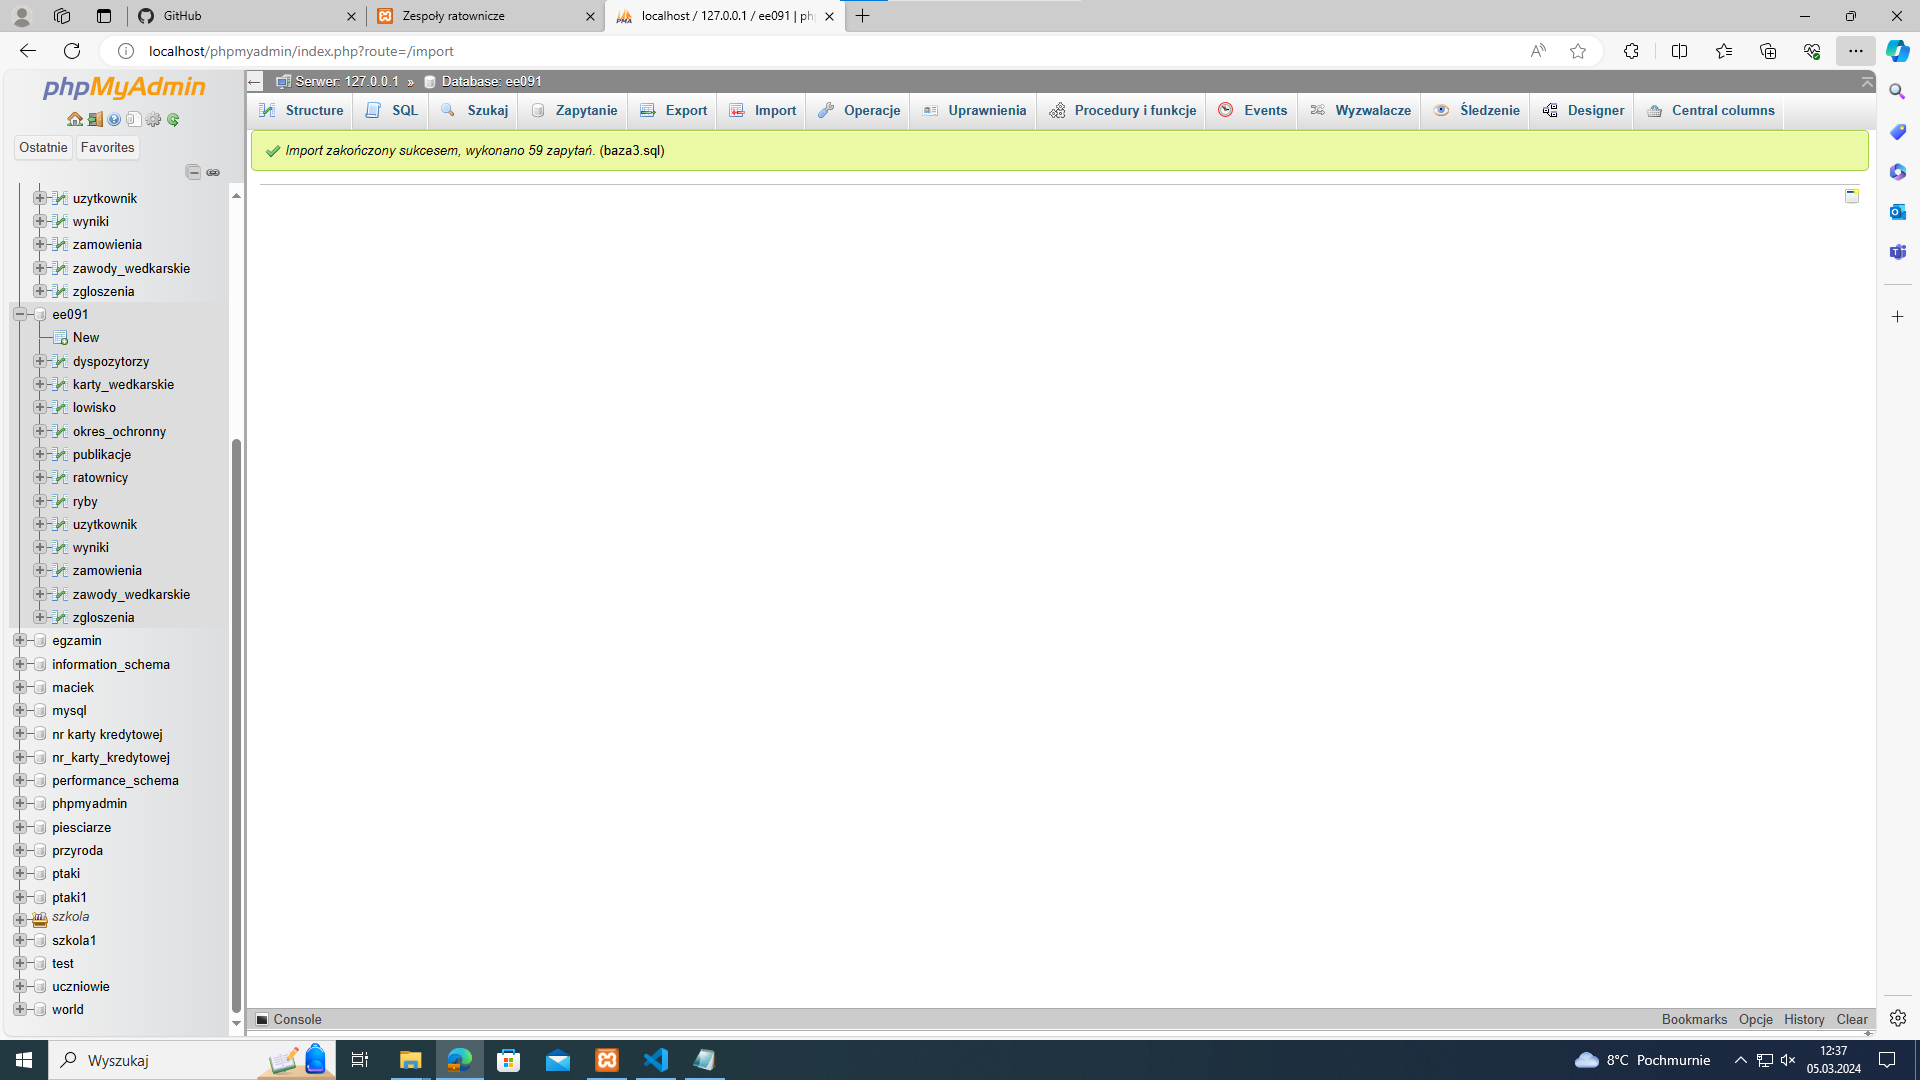 GitHub
Zespoły ratownicze
localhost / 127.0.0.1 / ee091 | ph
localhost/phpmyadmin/index.php?route=/import
phpMyAdmin
Ostatnie
Favorites
uzytkownik
wyniki
zamowienia
zawody_wedkarskie
zgloszenia
ee091
New
dyspozytorzy
karty_wedkarskie
lowisko
okres_ochronny
publikacje
ratownicy
ryby
uzytkownik
wyniki
zamowienia
zawody_wedkarskie
zgloszenia
egzamin
information_schema
maciek
mysql
nr karty kredytowej
nr_karty_kredytowej
performance_schema
phpmyadmin
piesciarze
przyroda
ptaki
ptaki1
szkola
szkola1
test
uczniowie
world
Serwer: 127.0.0.1 » Database: ee091
Structure SQL Szukaj Zapytanie Export Import Operacje Uprawnienia Procedury i funkcje Events Wyzwalacze Śledzenie Designer Central columns
Import zakończony sukcesem, wykonano 59 zapytań. (baza3.sql)
Console
Bookmarks Opcje History Clear
Wyszukaj
8°C Pochmurnie
12:37
05.03.2024